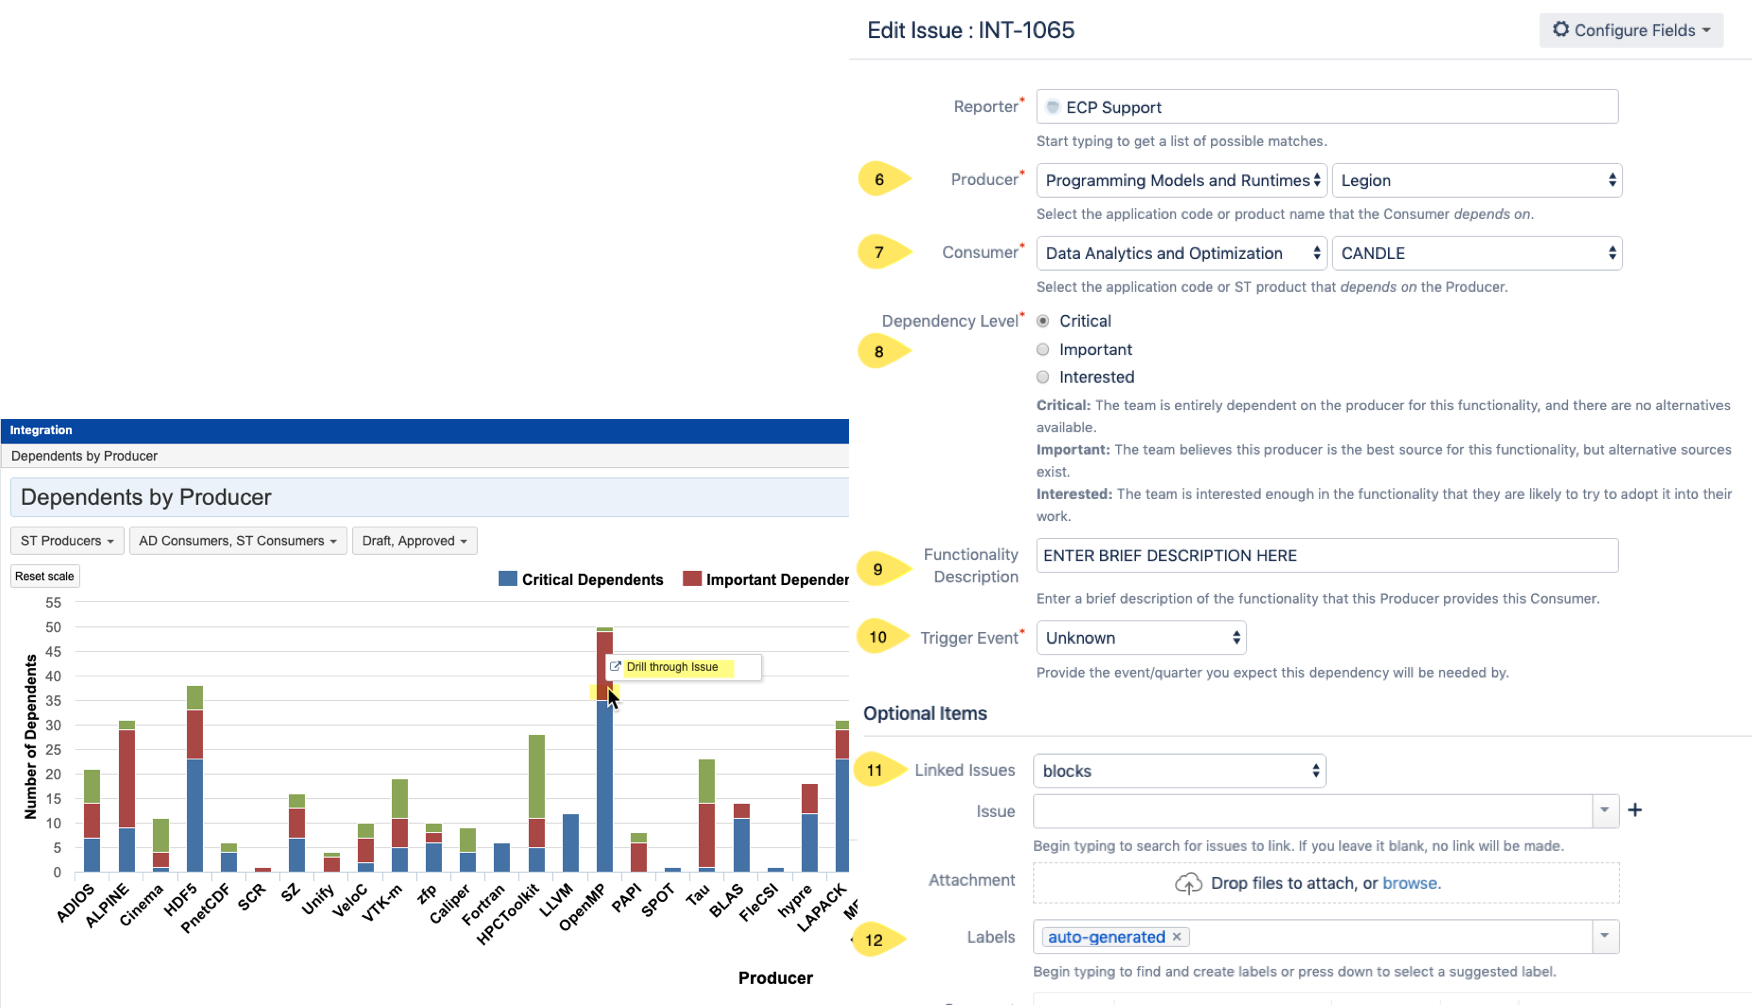 Edit Issue : INT-1065
Configure Fields
Reporter*
ECP Support
Start typing to get a list of possible matches.
6
Producer*
Programming Models and Runtimes
Legion
Select the application code or product name that the Consumer depends on.
7
Consumer*
Data Analytics and Optimization
CANDLE
Select the application code or ST product that depends on the Producer.
Dependency Level*
Critical
8
Important
Interested
Critical: The team is entirely dependent on the producer for this functionality, and there are no alternatives
available.
Important: The team believes this producer is the best source for this functionality, but alternative sources
exist.
Interested: The team is interested enough in the functionality that they are likely to try to adopt it into their
work.
9
Functionality
Description
ENTER BRIEF DESCRIPTION HERE
Enter a brief description of the functionality that this Producer provides this Consumer.
10
Trigger Event*
Unknown
Provide the event/quarter you expect this dependency will be needed by.
Optional Items
11
Linked Issues
blocks
Issue
+
Begin typing to search for issues to link. If you leave it blank, no link will be made.
Attachment
Drop files to attach, or browse.
12
Labels
auto-generated ×
Begin typing to find and create labels or press down to select a suggested label.
Integration
Dependents by Producer
Dependents by Producer
ST Producers
AD Consumers, ST Consumers
Draft, Approved
Reset scale
Critical Dependents
Important Dependen
Number of Dependents
55
50
45
40
35
30
25
20
15
10
5
0
Drill through Issue
ADIOS
ALPINE
Cinema
HDF5
PnetCDF
SCR
SZ
Unify
VeloC
VTK-m
zfp
Caliper
Fortran
HPCToolkit
LLVM
OpenMP
PAPI
SPOT
Tau
BLAS
FleCSI
hypre
LAPACK
Producer